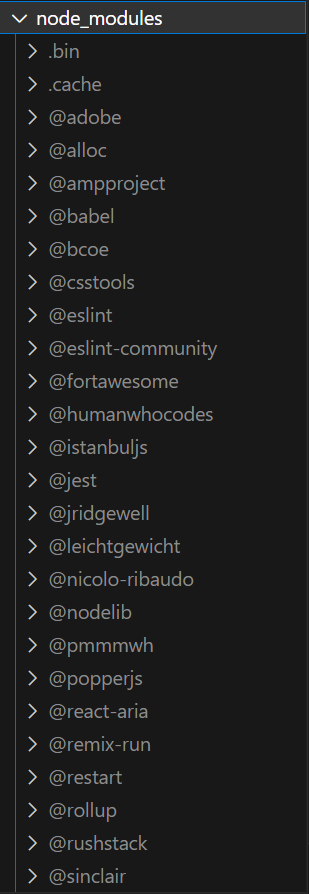 node_modules
.bin
.cache
@adobe
@alloc
@ampproject
@babel
@bcoe
@csstools
@eslint
@eslint-community
@fortawesome
@humanwhocodes
@istanbuljs
@jest
@jridgewell
@leichtgewicht
@nicolo-ribaudo
@nodelib
@pmmmwh
@popperjs
@react-aria
@remix-run
@restart
@rollup
@rushstack
@sinclair